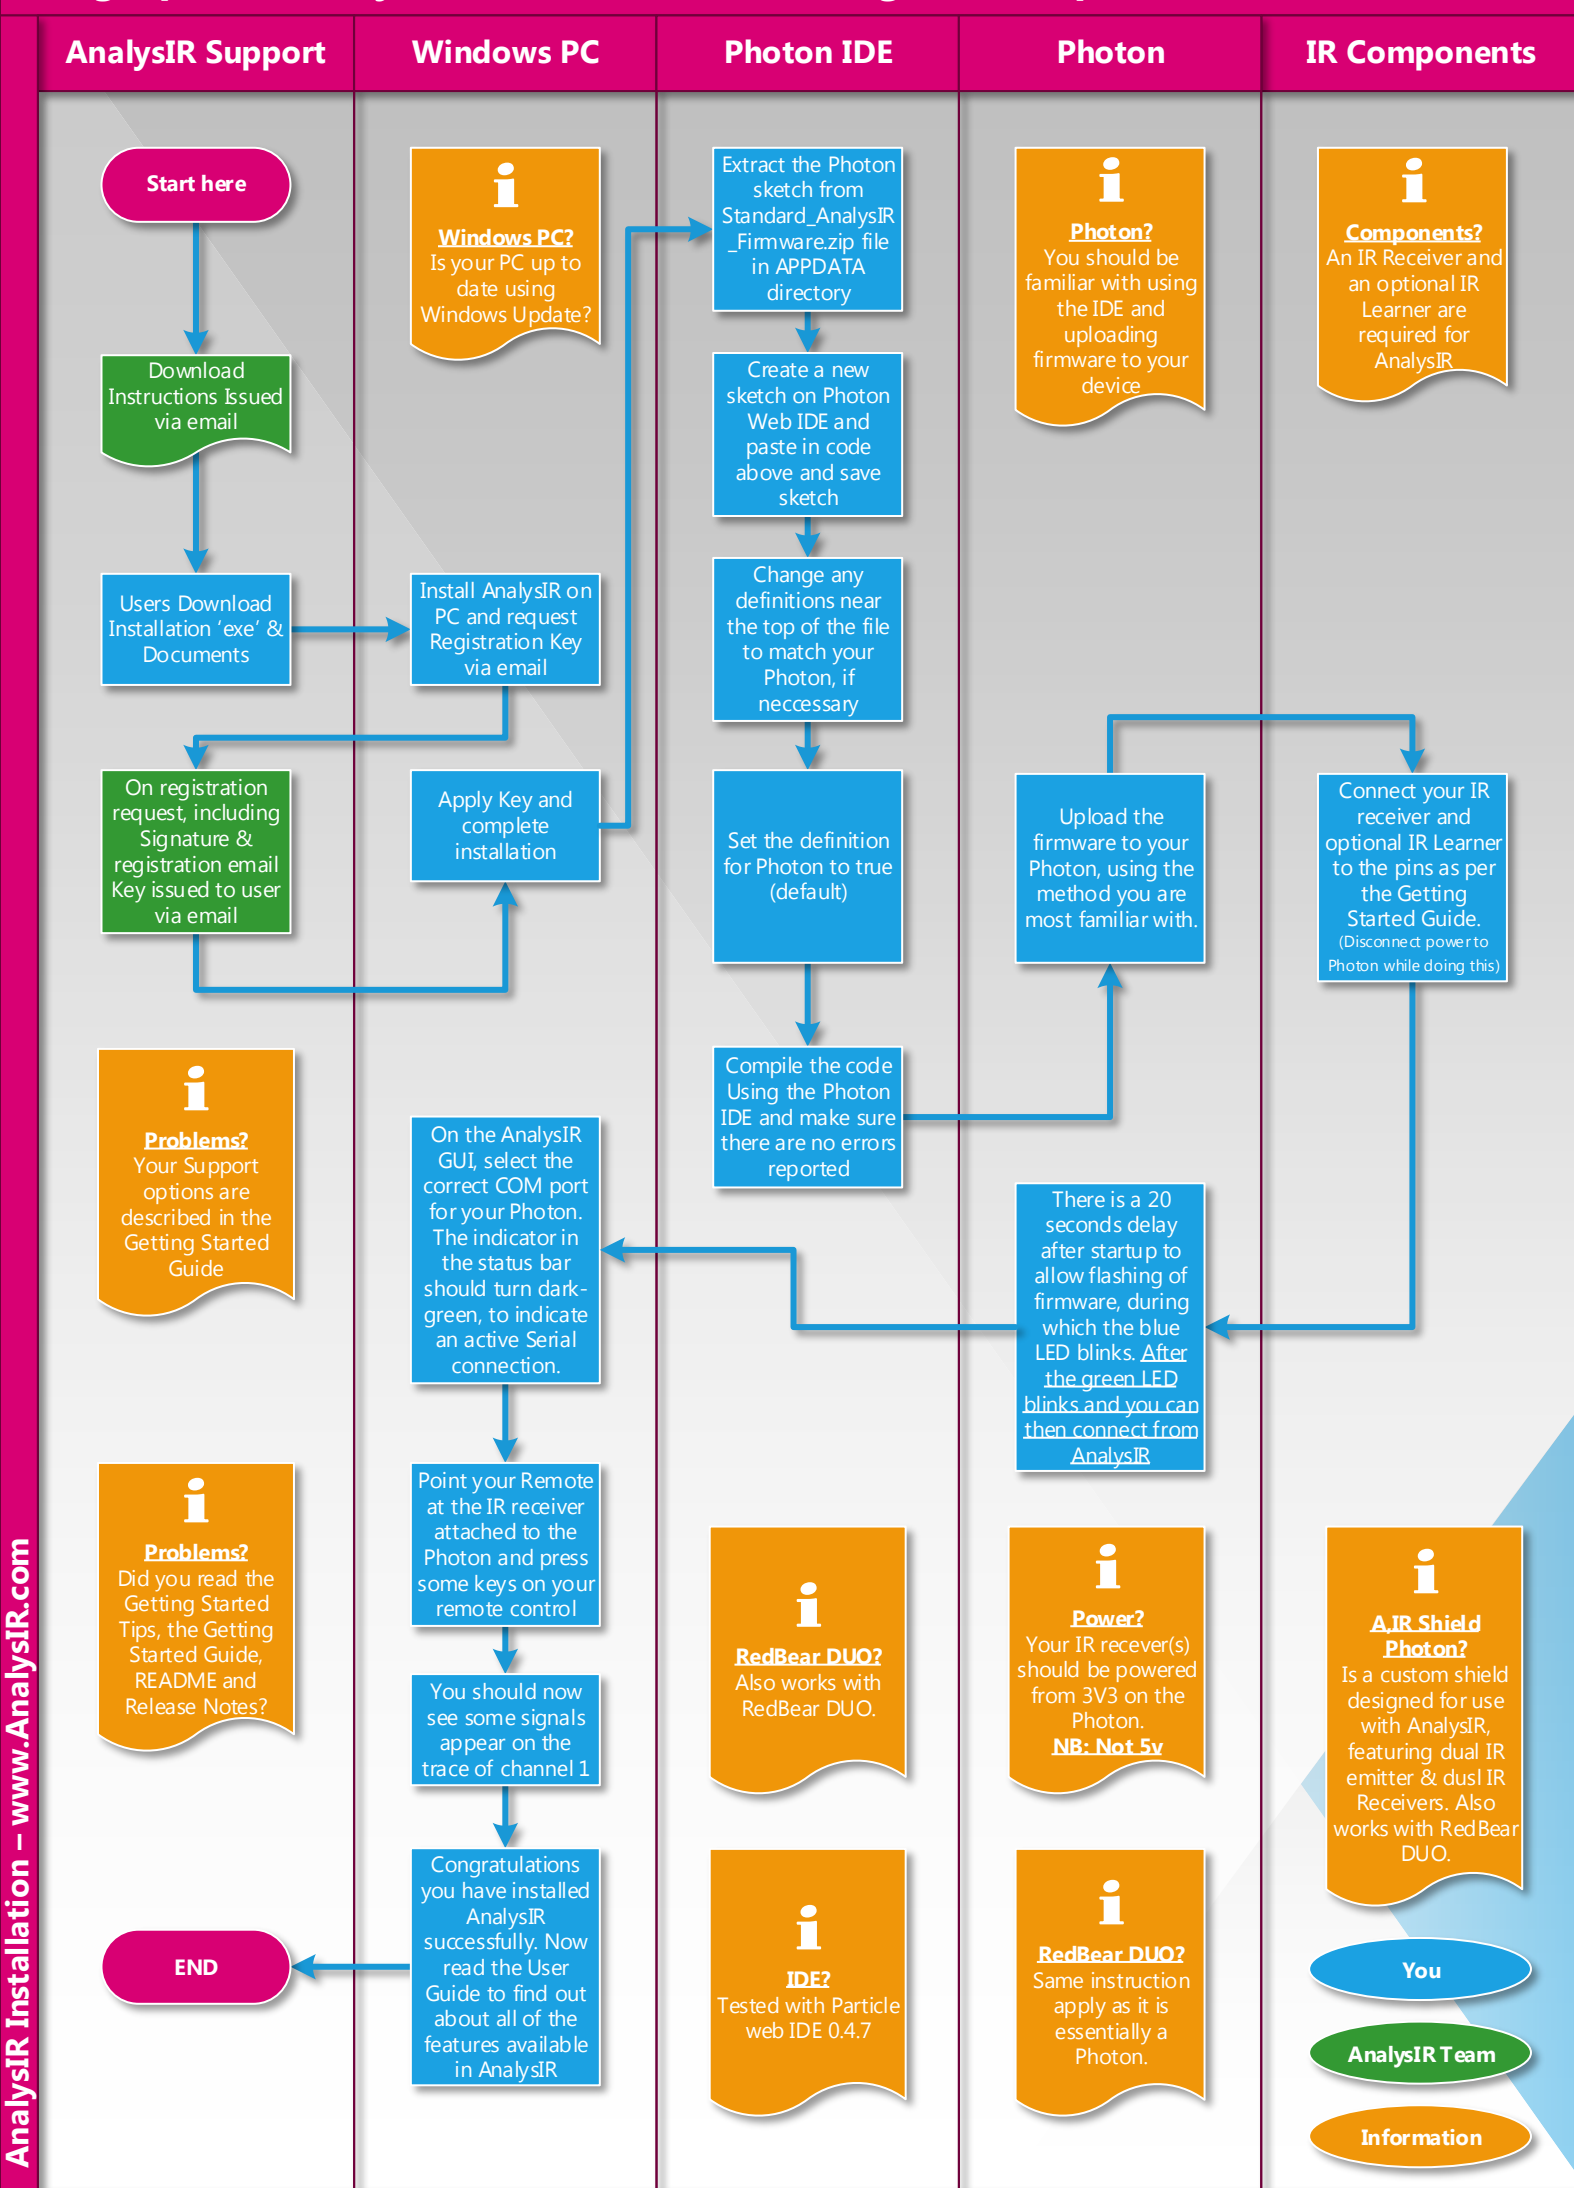 AnalysIR Support
Windows PC
Photon IDE
Photon
IR Components
AnalysIR Installation – www.AnalysIR.com
Start here
Download
Instructions Issued
via email
Users Download
Installation ‘exe’ &
Documents
On registration
request, including
Signature &
registration email
Key issued to user
via email
Problems?
Your Support
options are
described in the
Getting Started
Guide
Problems?
Did you read the
Getting Started
Tips, the Getting
Started Guide,
README and
Release Notes?
END
Windows PC?
Is your PC up to
date using
Windows Update?
Install AnalysIR on
PC and request
Registration Key
via email
Apply Key and
complete
installation
On the AnalysIR
GUI, select the
correct COM port
for your Photon.
The indicator in
the status bar
should turn dark-
green, to indicate
an active Serial
connection.
Point your Remote
at the IR receiver
attached to the
Photon and press
some keys on your
remote control
You should now
see some signals
appear on the
trace of channel 1
Congratulations
you have installed
AnalysIR
successfully. Now
read the User
Guide to find out
about all of the
features available
in AnalysIR
Extract the Photon
sketch from
Standard_AnalysIR
_Firmware.zip file
in APPDATA
directory
Create a new
sketch on Photon
Web IDE and
paste in code
above and save
sketch
Change any
definitions near
the top of the file
to match your
Photon, if
neccessary
Set the definition
for Photon to true
(default)
Compile the code
Using the Photon
IDE and make sure
there are no errors
reported
RedBear DUO?
Also works with
RedBear DUO.
IDE?
Tested with Particle
web IDE 0.4.7
Photon?
You should be
familiar with using
the IDE and
uploading
firmware to your
device
Upload the
firmware to your
Photon, using the
method you are
most familiar with.
There is a 20
seconds delay
after startup to
allow flashing of
firmware, during
which the blue
LED blinks. After
the green LED
blinks and you can
then connect from
AnalysIR
Power?
Your IR recever(s)
should be powered
from 3V3 on the
Photon.
NB: Not 5v
RedBear DUO?
Same instruction
apply as it is
essentially a
Photon.
Components?
An IR Receiver and
an optional IR
Learner are
required for
AnalysIR
Connect your IR
receiver and
optional IR Learner
to the pins as per
the Getting
Started Guide.
(Disconnect power to
Photon while doing this)
A,IR Shield
Photon?
Is a custom shield
designed for use
with AnalysIR,
featuring dual IR
emitter & dusl IR
Receivers. Also
works with RedBear
DUO.
You
AnalysIR Team
Information